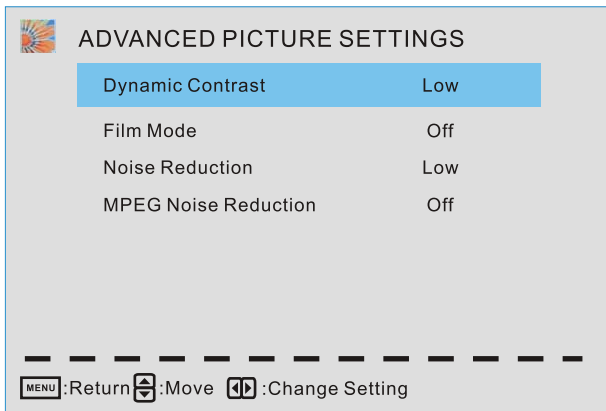 ADVANCED PICTURE SETTINGS
Dynamic Contrast Low
Film Mode Off
Noise Reduction Low
MPEG Noise Reduction Off
MENU :Return :Move :Change Setting